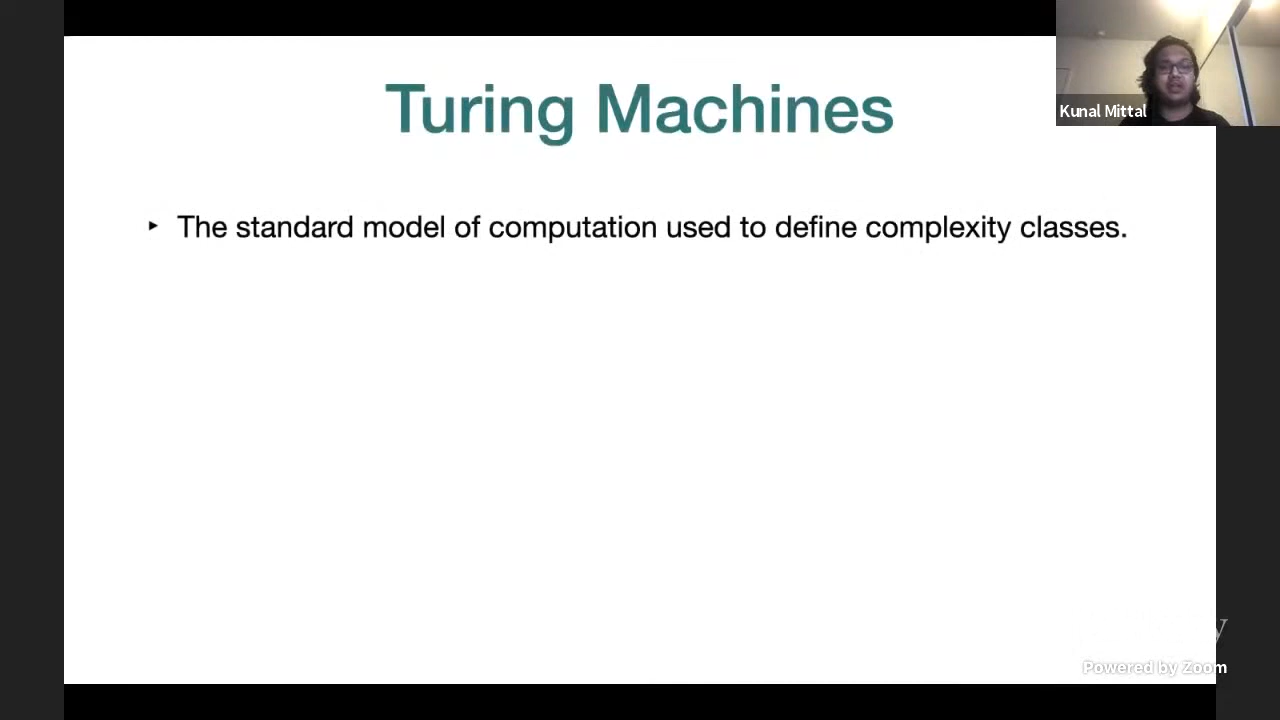 Turing Machines
Kunal Mittal
‣ The standard model of computation used to define complexity classes.
Powered by Zoom